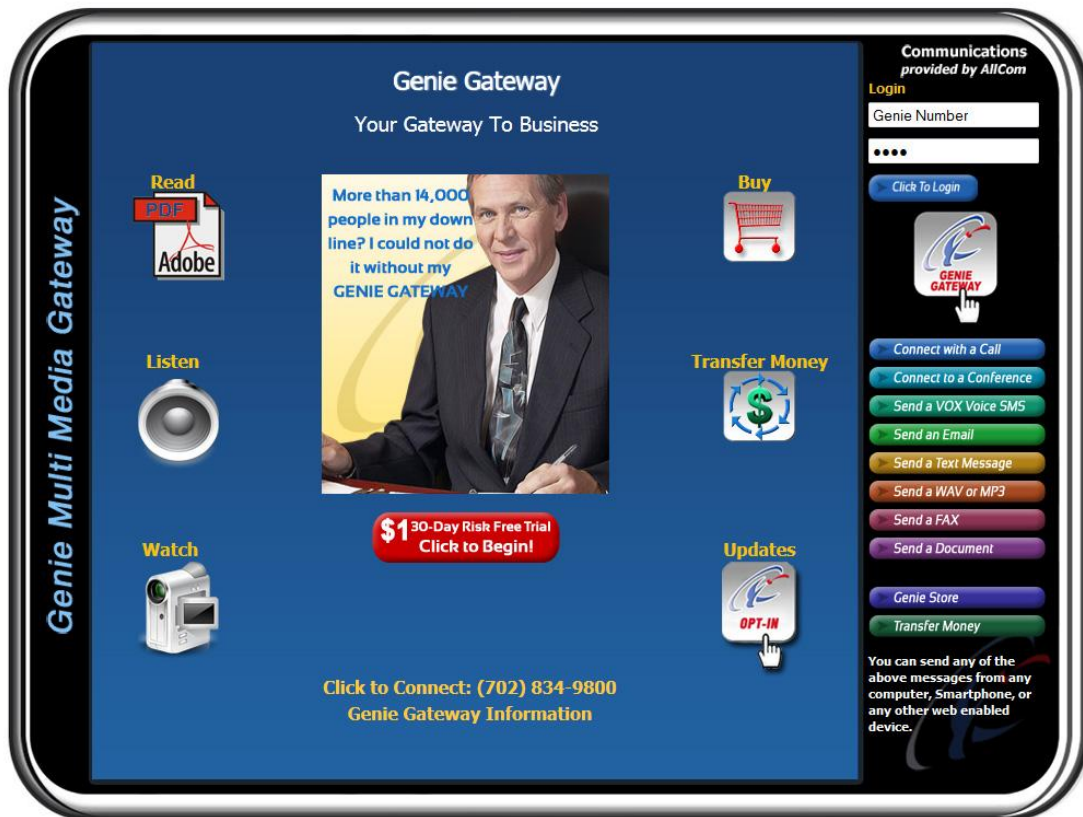 Genie Multi Media Gateway
Genie Gateway
Your Gateway To Business
Read
PDF
Adobe
Listen
Watch
More than 14,000
people in my down
line? I could not do
it without my
GENIE GATEWAY
$1 30-Day Risk Free Trial
Click to Begin!
Buy
Transfer Money
Updates
OPT-IN
Click to Connect: (702) 834-9800
Genie Gateway Information
Communications
provided by AllCom
Login
Genie Number
••••
Click To Login
GENIE
GATEWAY
Connect with a Call
Connect to a Conference
Send a VOX Voice SMS
Send an Email
Send a Text Message
Send a WAV or MP3
Send a FAX
Send a Document
Genie Store
Transfer Money
You can send any of the
above messages from any
computer, Smartphone, or
any other web enabled
device.